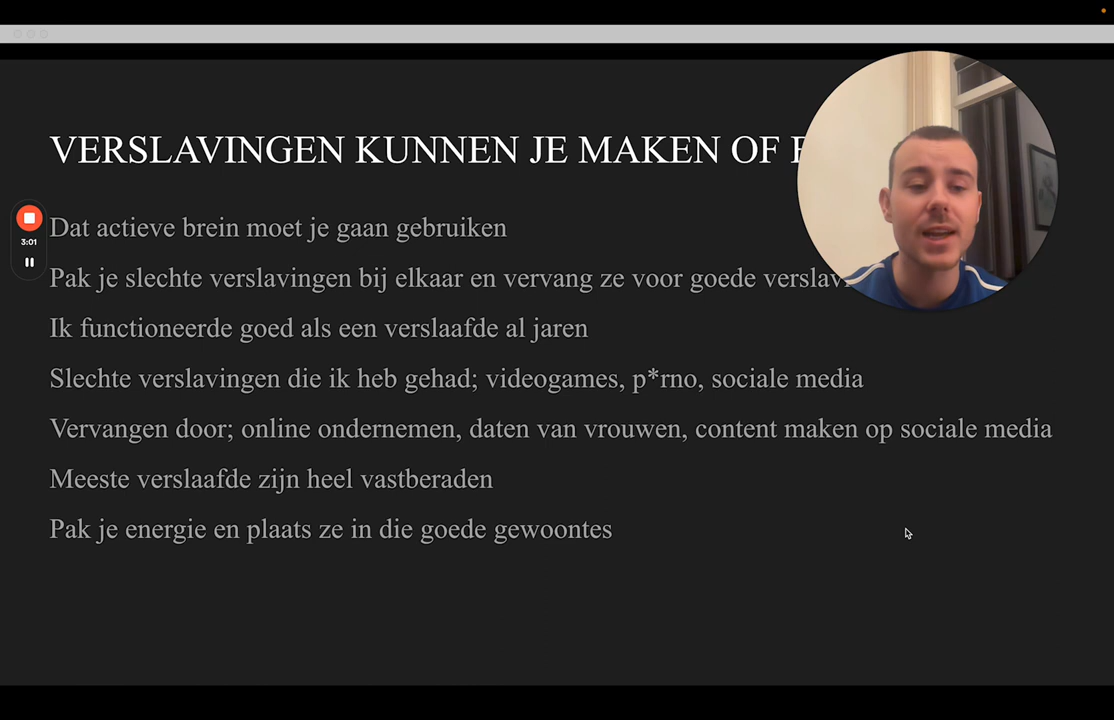 VERSLAVINGEN KUNNEN JE MAKEN OF
Dat actieve brein moet je gaan gebruiken
3:01
Pak je slechte verslavingen bij elkaar en vervang ze voor goede
Ik functioneerde goed als een verslaafde al jaren
Slechte verslavingen die ik heb gehad; videogames, p*rno, sociale media
Vervangen door; online ondernemen, daten van vrouwen, content maken op sociale media
Meeste verslaafde zijn heel vastberaden
Pak je energie en plaats ze in die goede gewoontes